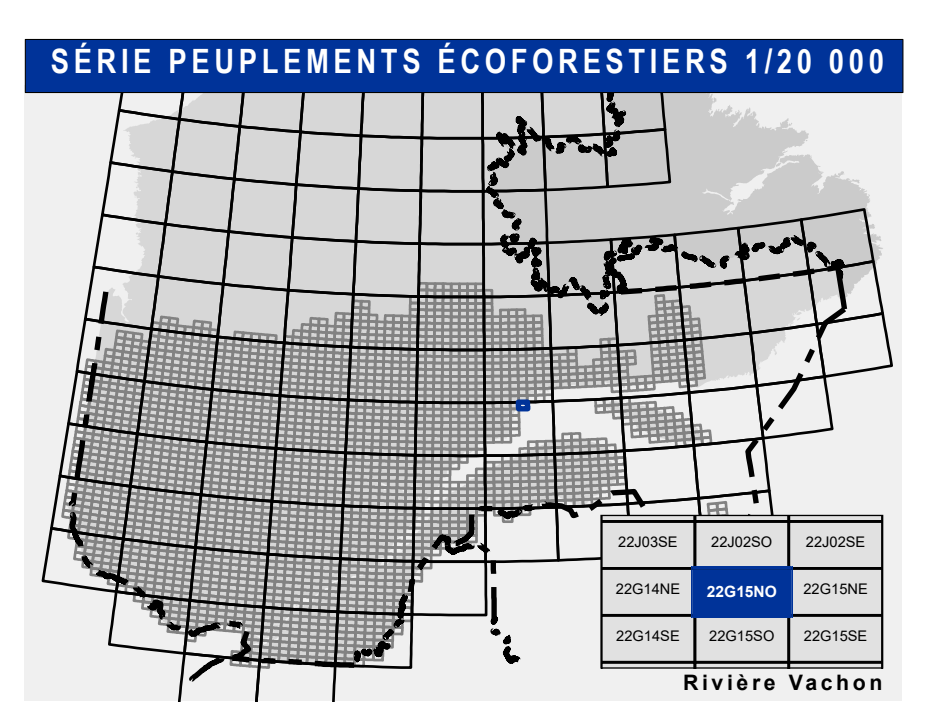 SÉRIE PEUPLEMENTS ÉCOFORESTIERS 1/20 000
22J03SE 22J02SO 22J02SE
22G14NE 22G15NO 22G15NE
22G14SE 22G15SO 22G15SE
Rivière Vachon